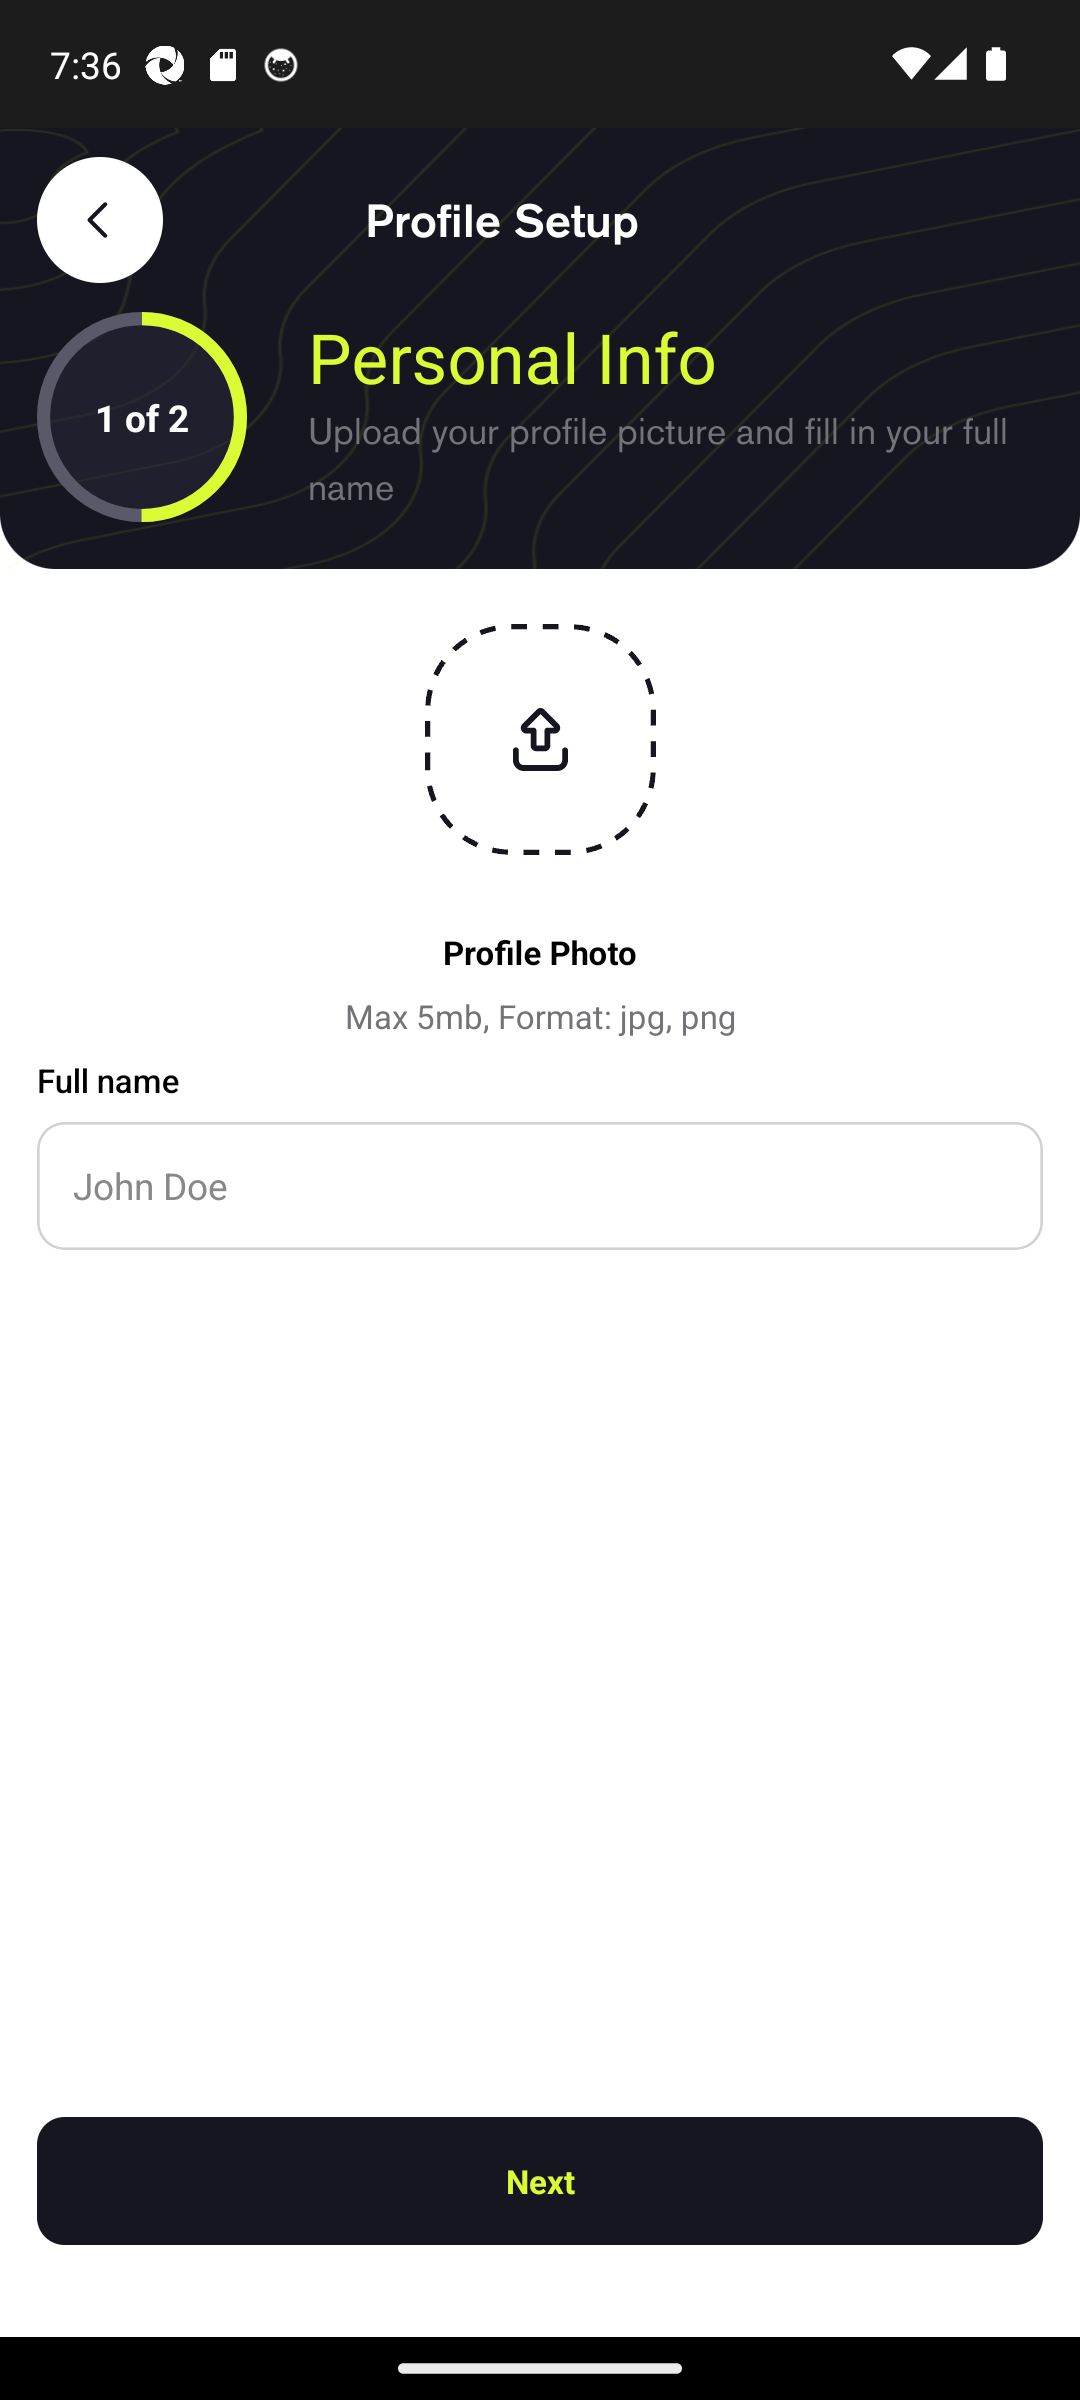 7:36
Profile Setup
1 of 2
Personal Info
Upload your profile picture and fill in your full
name
Profile Photo
Max 5mb, Format: jpg, png
Full name
John Doe
Next